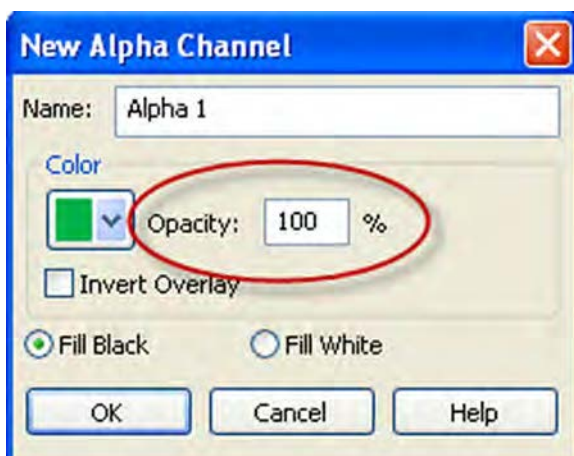 New Alpha Channel
Name: Alpha 1
Color
Opacity: 100 %
Invert Overlay
Fill Black Fill White
OK Cancel Help